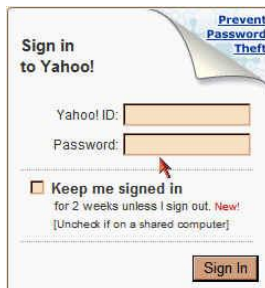 Prevent
Password
Theft
Sign in
to Yahoo!
Yahoo! ID:
Password:
Keep me signed in
for 2 weeks unless I sign out. New!
[Uncheck if on a shared computer]
Sign In